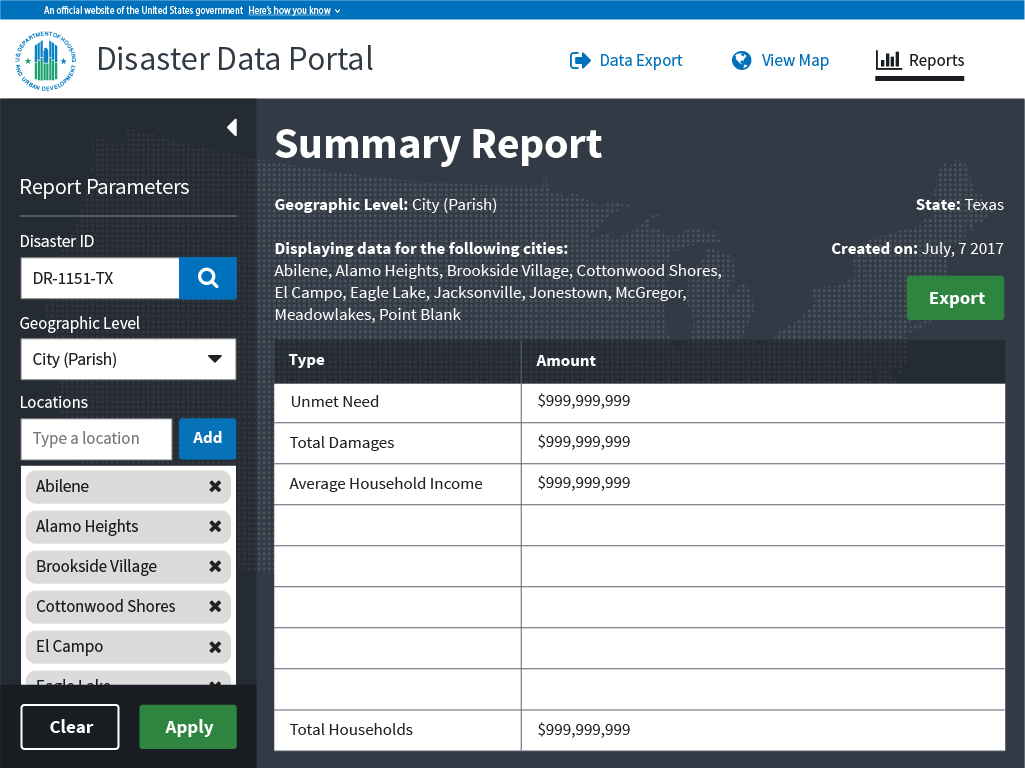 An official website of the United States government Here's how you know
U.S. DEPARTMENT OF HOUSING
AND URBAN DEVELOPMENT
Disaster Data Portal
Data Export
View Map
Reports
Report Parameters
Disaster ID
DR-1151-TX
Geographic Level
City (Parish)
Locations
Type a location
Add
Abilene
Alamo Heights
Brookside Village
Cottonwood Shores
El Campo
Eagle Lake
Clear
Apply
Summary Report
Geographic Level: City (Parish)
State: Texas
Displaying data for the following cities:
Abilene, Alamo Heights, Brookside Village, Cottonwood Shores,
El Campo, Eagle Lake, Jacksonville, Jonestown, McGregor,
Meadowlakes, Point Blank
Created on: July, 7 2017
Export
Type Amount
Unmet Need $999,999,999
Total Damages $999,999,999
Average Household Income $999,999,999
Total Households $999,999,999